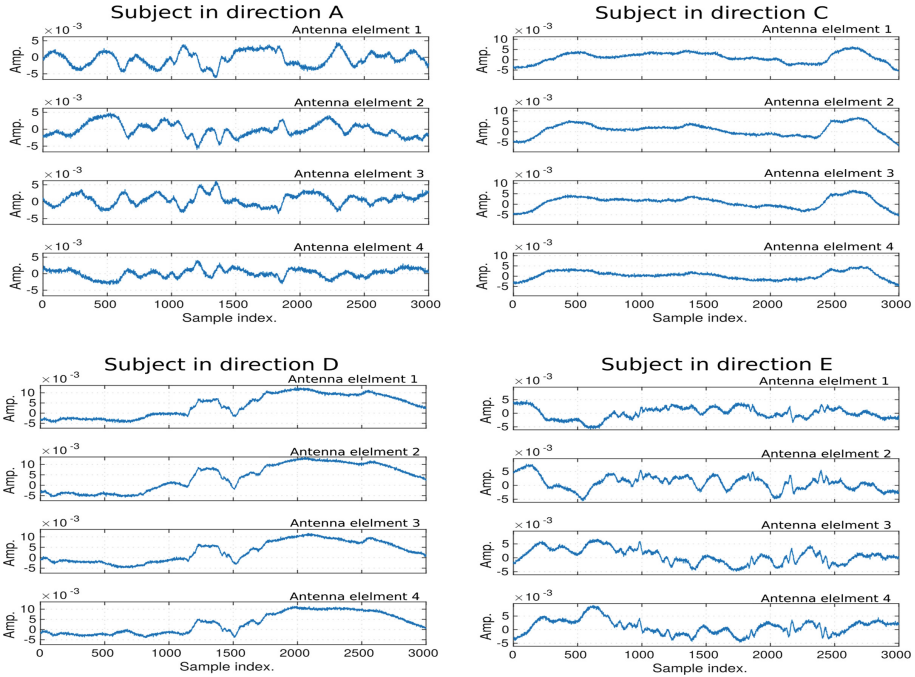 Subject in direction A
×10 -3 Antenna elelment 1
5
0
-5
Amp.
×10 -3 Antenna elelment 2
5
0
-5
Amp.
×10 -3 Antenna elelment 3
5
0
-5
Amp.
×10 -3 Antenna elelment 4
5
0
-5
Amp.
0 500 1000 1500 2000 2500 3000
Sample index.
Subject in direction C
×10 -3 Antenna elelment 1
10
5
0
-5
Amp.
×10 -3 Antenna elelment 2
10
5
0
-5
Amp.
×10 -3 Antenna elelment 3
10
5
0
-5
Amp.
×10 -3 Antenna elelment 4
10
5
0
-5
Amp.
0 500 1000 1500 2000 2500 3000
Sample index.
Subject in direction D
×10 -3 Antenna elelment 1
10
5
0
-5
Amp.
×10 -3 Antenna elelment 2
10
5
0
-5
Amp.
×10 -3 Antenna elelment 3
10
5
0
-5
Amp.
×10 -3 Antenna elelment 4
10
5
0
-5
Amp.
0 500 1000 1500 2000 2500 3000
Sample index.
Subject in direction E
×10 -3 Antenna elelment 1
5
0
-5
Amp.
×10 -3 Antenna elelment 2
5
0
-5
Amp.
×10 -3 Antenna elelment 3
5
0
-5
Amp.
×10 -3 Antenna elelment 4
5
0
-5
Amp.
0 500 1000 1500 2000 2500 3000
Sample index.